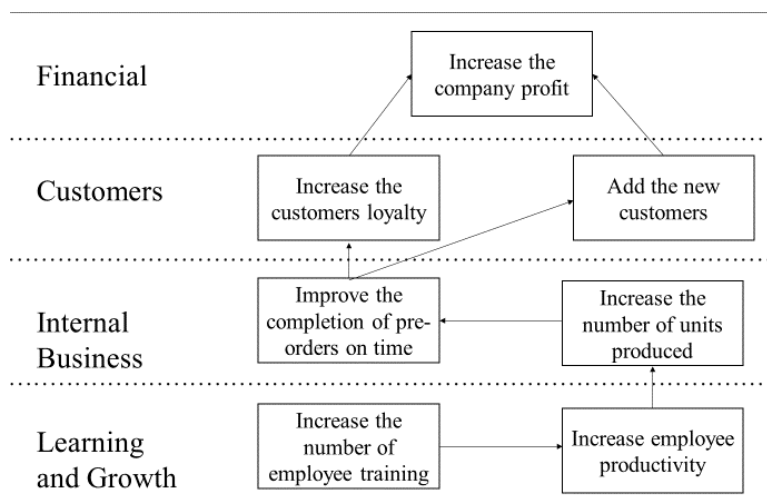 Financial
Increase the
company profit
Customers
Increase the
customers loyalty
Add the new
customers
Internal
Business
Improve the
completion of pre-
orders on time
Increase the
number of units
produced
Learning
and Growth
Increase the
number of
employee training
Increase employee
productivity